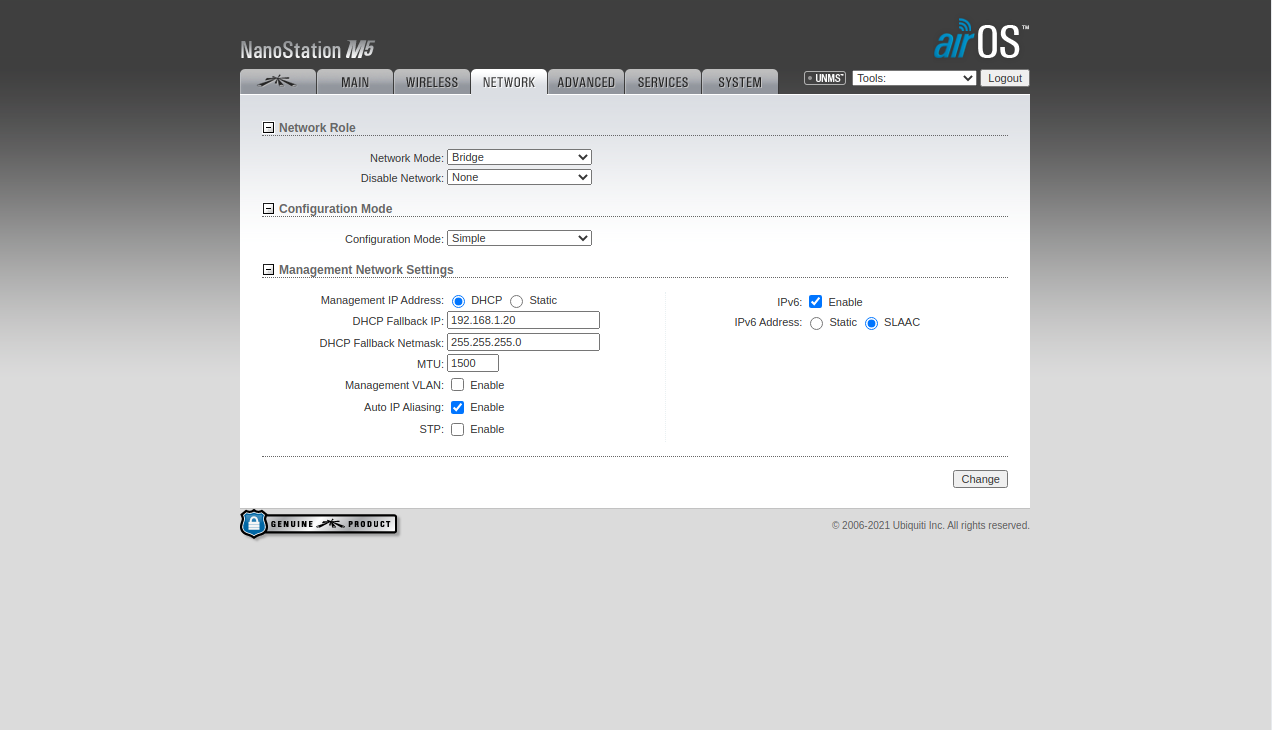 NanoStation M5
airOS™
MAIN WIRELESS NETWORK ADVANCED SERVICES SYSTEM UNMS™ Tools: Logout
Network Role
Network Mode: Bridge
Disable Network: None
Configuration Mode
Configuration Mode: Simple
Management Network Settings
Management IP Address: DHCP Static IPv6: Enable
DHCP Fallback IP: 192.168.1.20 IPv6 Address: Static SLAAC
DHCP Fallback Netmask: 255.255.255.0
MTU: 1500
Management VLAN: Enable
Auto IP Aliasing: Enable
STP: Enable
Change
GENUINE PRODUCT © 2006-2021 Ubiquiti Inc. All rights reserved.